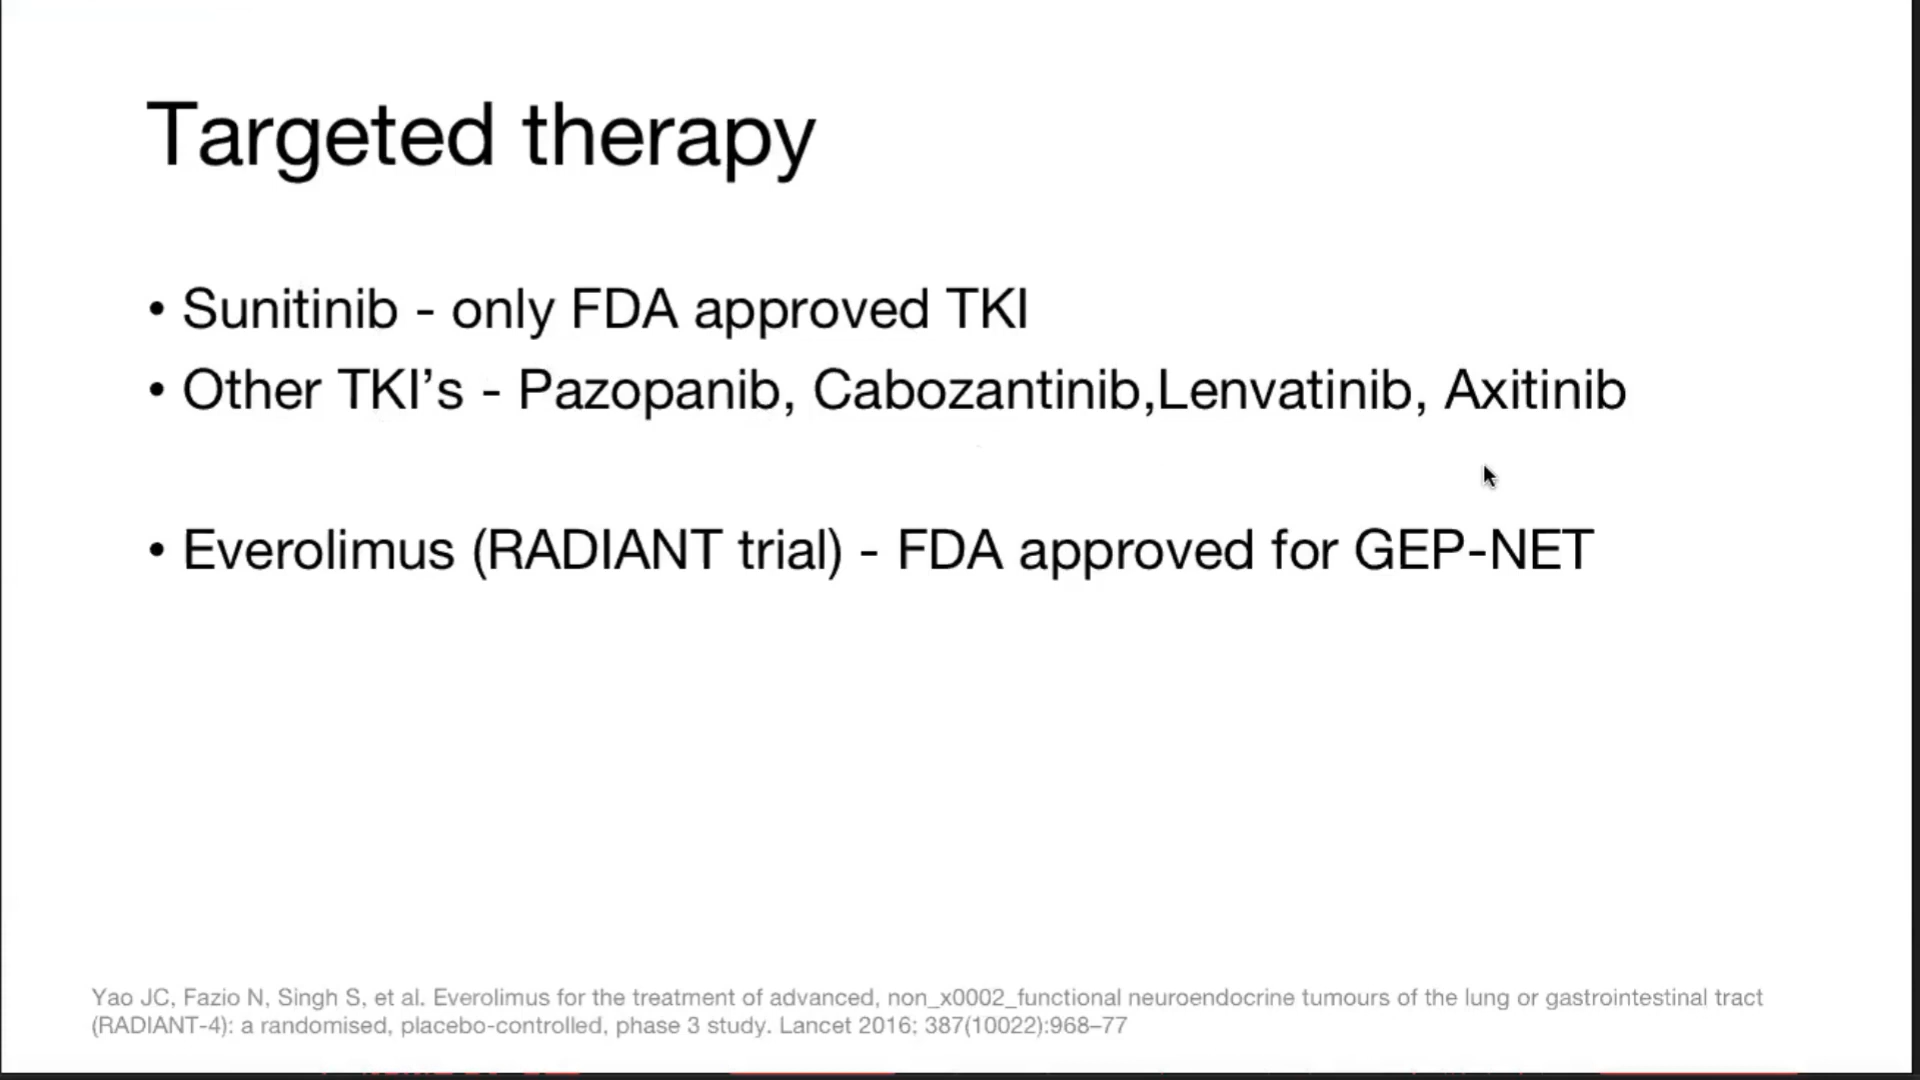 Targeted therapy
• Sunitinib - only FDA approved TKI
• Other TKI’s - Pazopanib, Cabozantinib,Lenvatinib, Axitinib
• Everolimus (RADIANT trial) - FDA approved for GEP-NET
Yao JC, Fazio N, Singh S, et al. Everolimus for the treatment of advanced, non_x0002_functional neuroendocrine tumours of the lung or gastrointestinal tract
(RADIANT-4): a randomised, placebo-controlled, phase 3 study. Lancet 2016; 387(10022):968–77